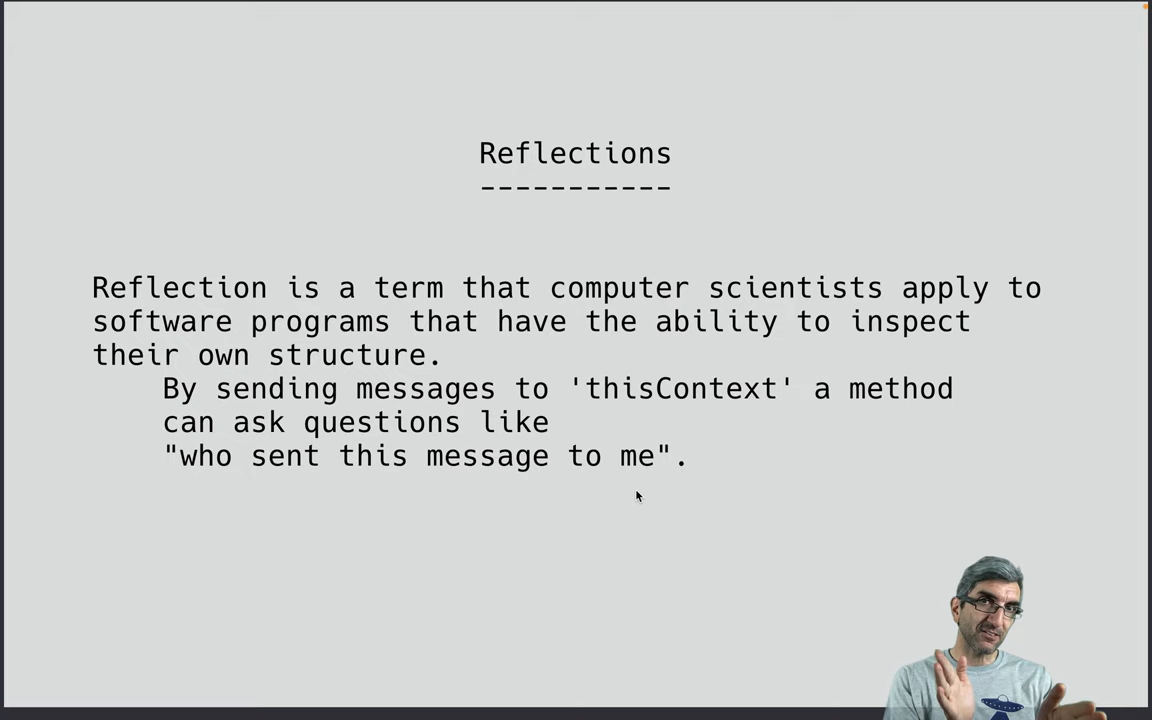 Reflections
-----------
Reflection is a term that computer scientists apply to
software programs that have the ability to inspect
their own structure.
By sending messages to 'thisContext' a method
can ask questions like
"who sent this message to me".